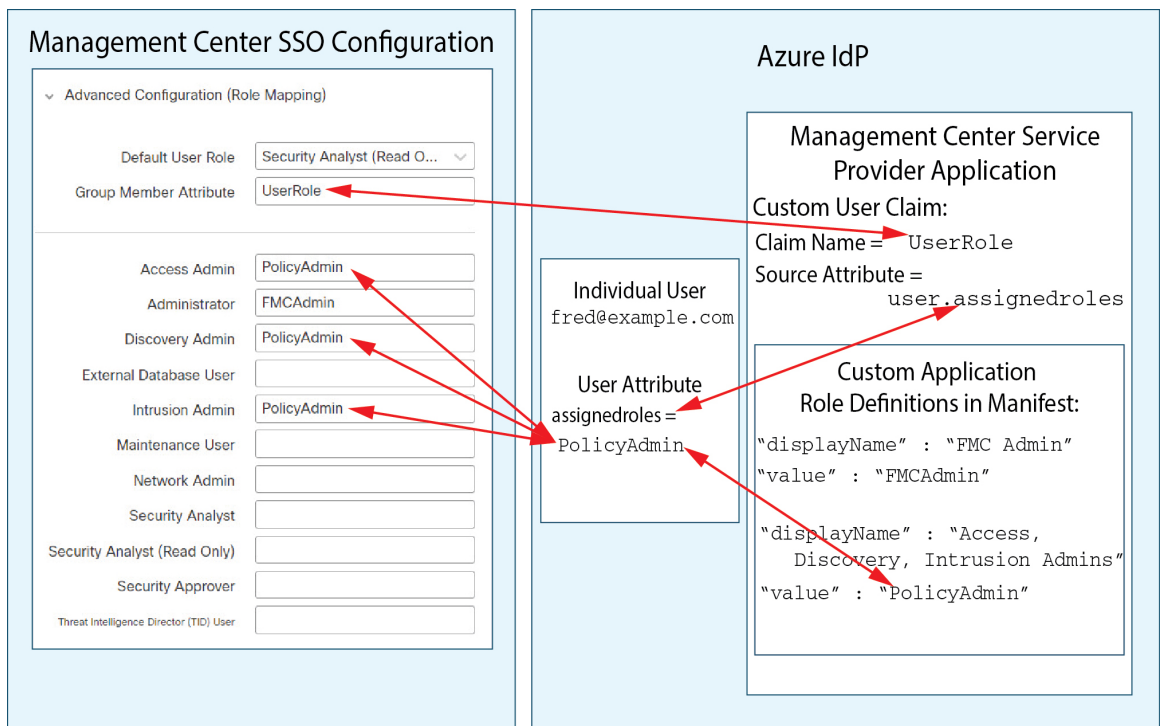 Management Center SSO Configuration
Advanced Configuration (Role Mapping)
Default User Role
Security Analyst (Read O...
Group Member Attribute
UserRole
Access Admin
PolicyAdmin
Administrator
FMCAdmin
Discovery Admin
PolicyAdmin
External Database User
Intrusion Admin
PolicyAdmin
Maintenance User
Network Admin
Security Analyst
Security Analyst (Read Only)
Security Approver
Threat Intelligence Director (TID) User
Azure IdP
Individual User
fred@example.com
User Attribute
assignedroles =
PolicyAdmin
Management Center Service
Provider Application
Custom User Claim:
Claim Name = UserRole
Source Attribute =
user.assignedroles
Custom Application
Role Definitions in Manifest:
“displayName” : “FMC Admin”
“value” : “FMCAdmin”
“displayName” : “Access,
Discovery, Intrusion Admins”
“value” : “PolicyAdmin”